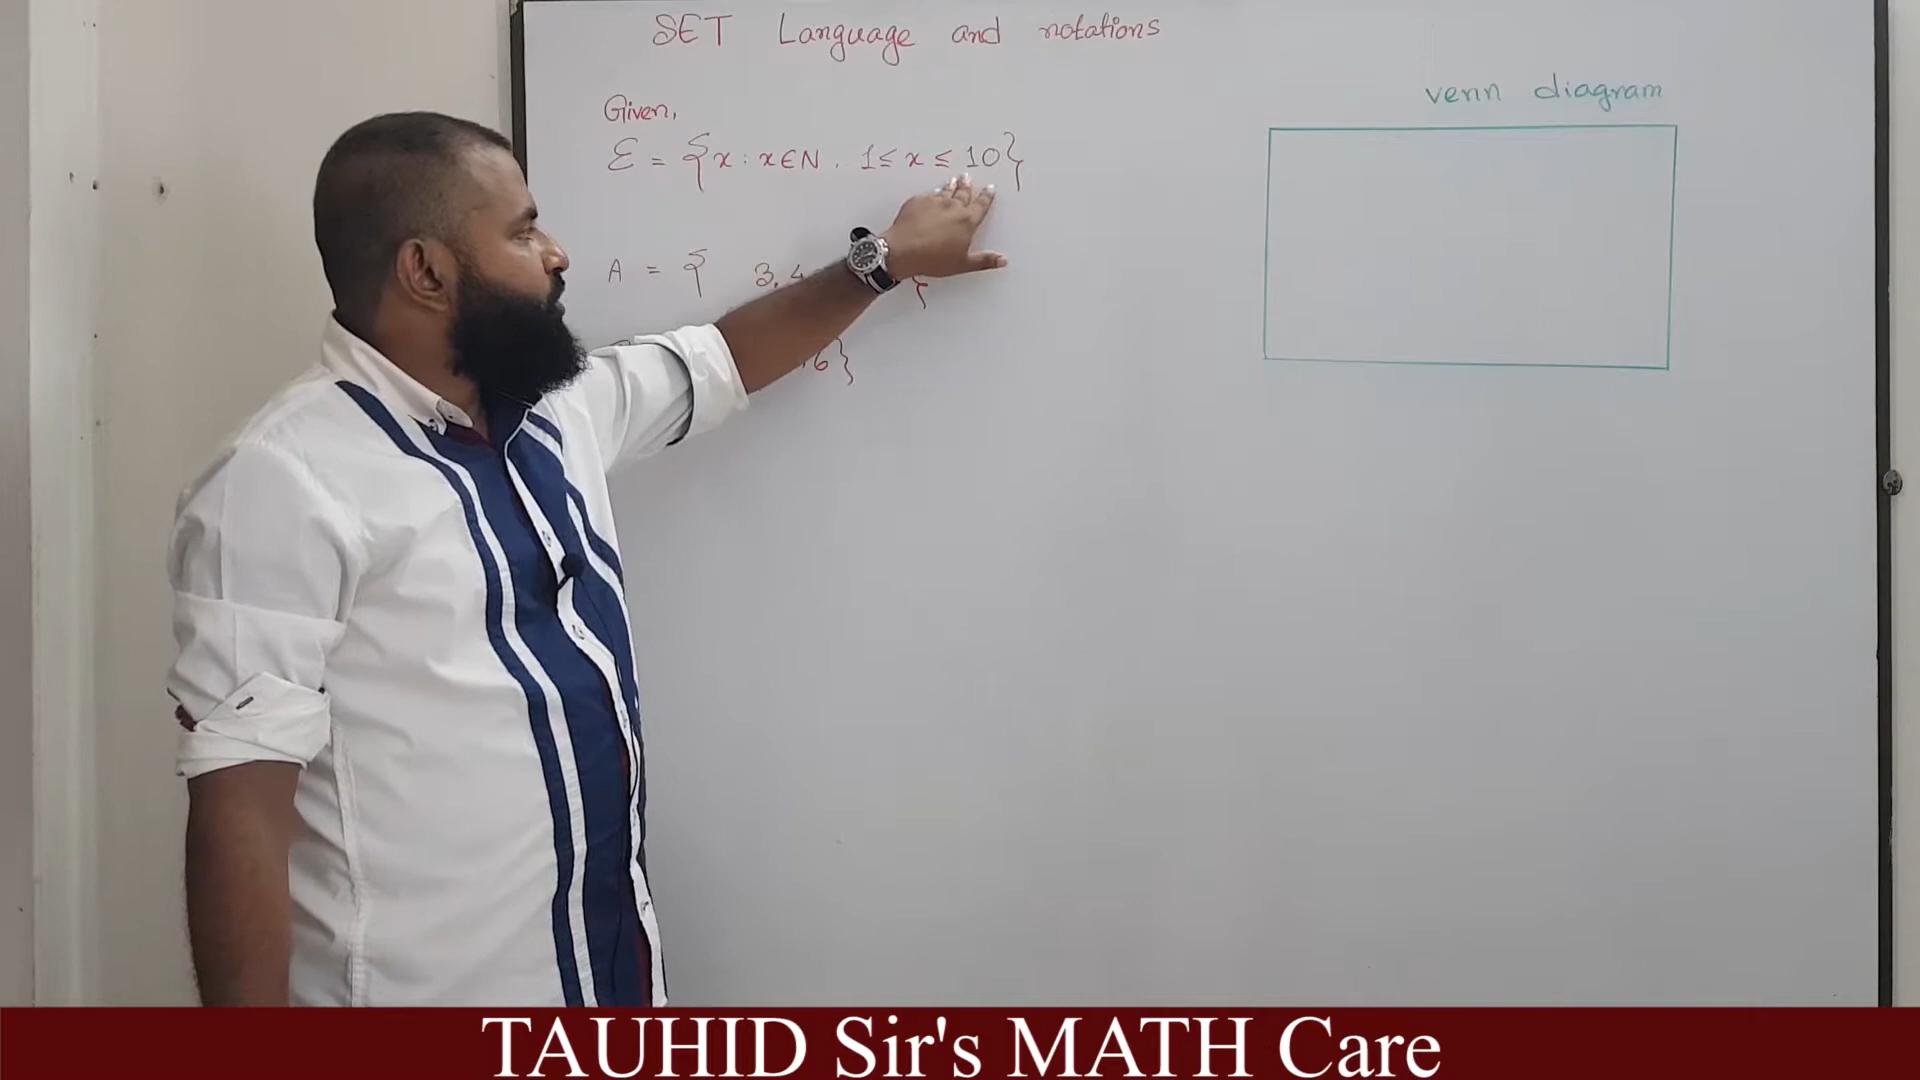 SET Language and notations
venn diagram
Given,
ℰ = {x : x∈N, 1 ≤ x ≤ 10}
A = { 3, 4 }
, 6}
TAUHID Sir's MATH Care